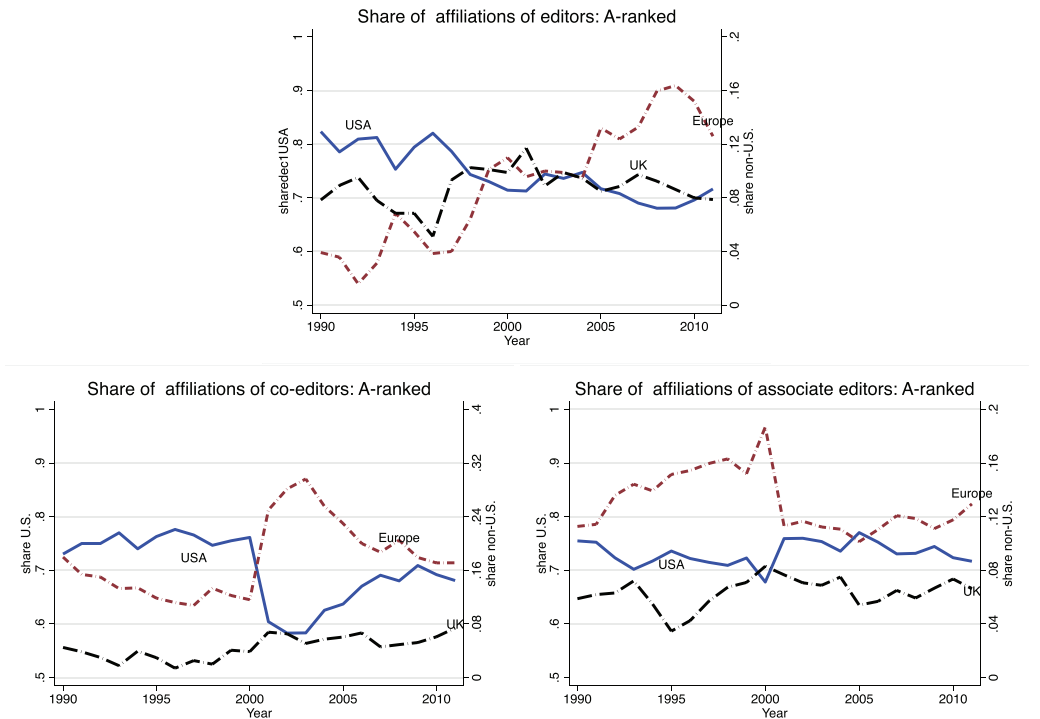 Share of  affiliations of editors: A-ranked
1
.9
.8
.7
.6
.5
sharedec1USA
.2
.16
.12
.08
.04
0
share non-U.S.
USA
Europe
UK
1990
1995
2000
2005
2010
Year
Share of  affiliations of co-editors: A-ranked
1
.9
.8
.7
.6
.5
share U.S.
.4
.32
.24
.16
.08
0
share non-U.S.
USA
Europe
UK
1990
1995
2000
2005
2010
Year
Share of  affiliations of associate editors: A-ranked
1
.9
.8
.7
.6
.5
share U.S.
.2
.16
.12
.08
.04
0
share non-U.S.
Europe
USA
UK
1990
1995
2000
2005
2010
Year